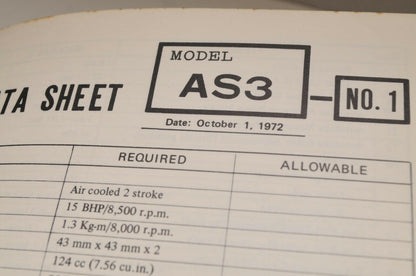 MODEL
TA SHEET AS3 NO. 1
Date: October 1, 1972
REQUIRED ALLOWABLE
Air cooled 2 stroke
15 BHP/8,500 r.p.m.
1.3 Kg-m/8,000 r.p.m.
43 mm x 43 mm x 2
124 cc (7.56 cu.in.)